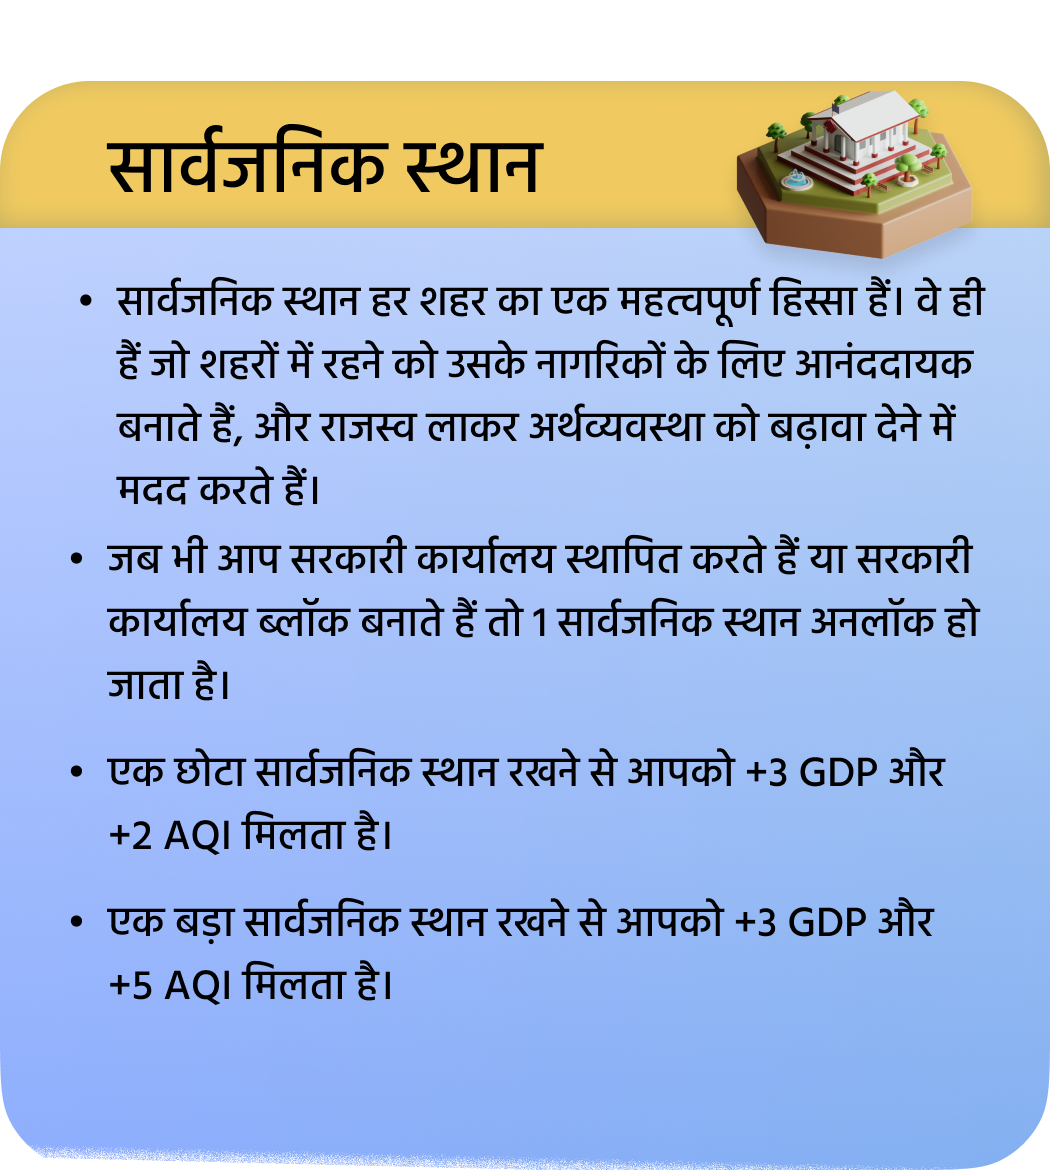 सार्वजनिक स्थान
• सार्वजनिक स्थान हर शहर का एक महत्वपूर्ण हिस्सा हैं। वे ही
हैं जो शहरों में रहने को उसके नागरिकों के लिए आनंददायक
बनाते हैं, और राजस्व लाकर अर्थव्यवस्था को बढ़ावा देने में
मदद करते हैं।
• जब भी आप सरकारी कार्यालय स्थापित करते हैं या सरकारी
कार्यालय ब्लॉक बनाते हैं तो 1 सार्वजनिक स्थान अनलॉक हो
जाता है।
• एक छोटा सार्वजनिक स्थान रखने से आपको +3 GDP और
+2 AQI मिलता है।
• एक बड़ा सार्वजनिक स्थान रखने से आपको +3 GDP और
+5 AQI मिलता है।